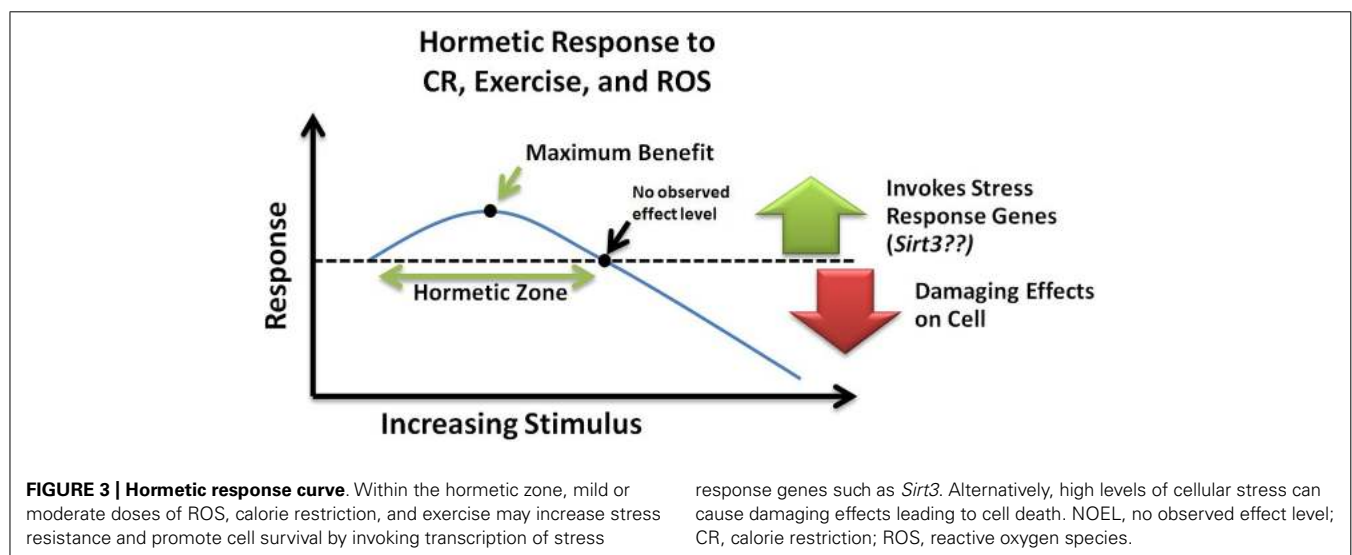 Hormetic Response to
CR, Exercise, and ROS
Maximum Benefit
No observed
effect level
Invokes Stress
Response Genes
(Sirt3??)
Response
Hormetic Zone
Damaging Effects
on Cell
Increasing Stimulus
FIGURE 3 | Hormetic response curve. Within the hormetic zone, mild or
moderate doses of ROS, calorie restriction, and exercise may increase stress
resistance and promote cell survival by invoking transcription of stress
response genes such as Sirt3. Alternatively, high levels of cellular stress can
cause damaging effects leading to cell death. NOEL, no observed effect level;
CR, calorie restriction; ROS, reactive oxygen species.